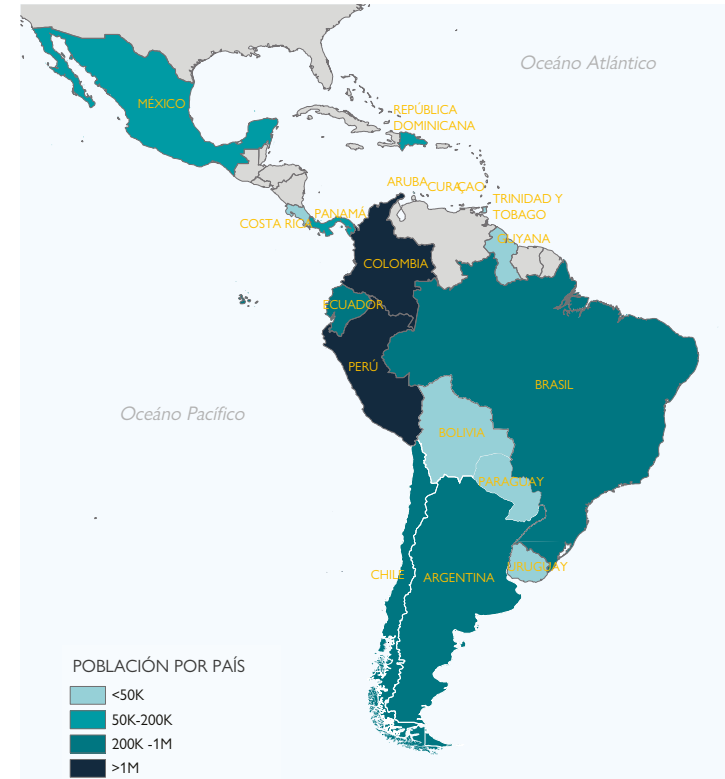 Oceáno Atlántico
MÉXICO
REPÚBLICA
DOMINICANA
ARUBA
CURAÇAO
TRINIDAD Y
TOBAGO
COSTA RICA
PANAMÁ
GUYANA
COLOMBIA
ECUADOR
PERÚ
BRASIL
Oceáno Pacífico
BOLIVIA
PARAGUAY
CHILE
ARGENTINA
URUGUAY
POBLACIÓN POR PAÍS
<50K
50K-200K
200K -1M
>1M